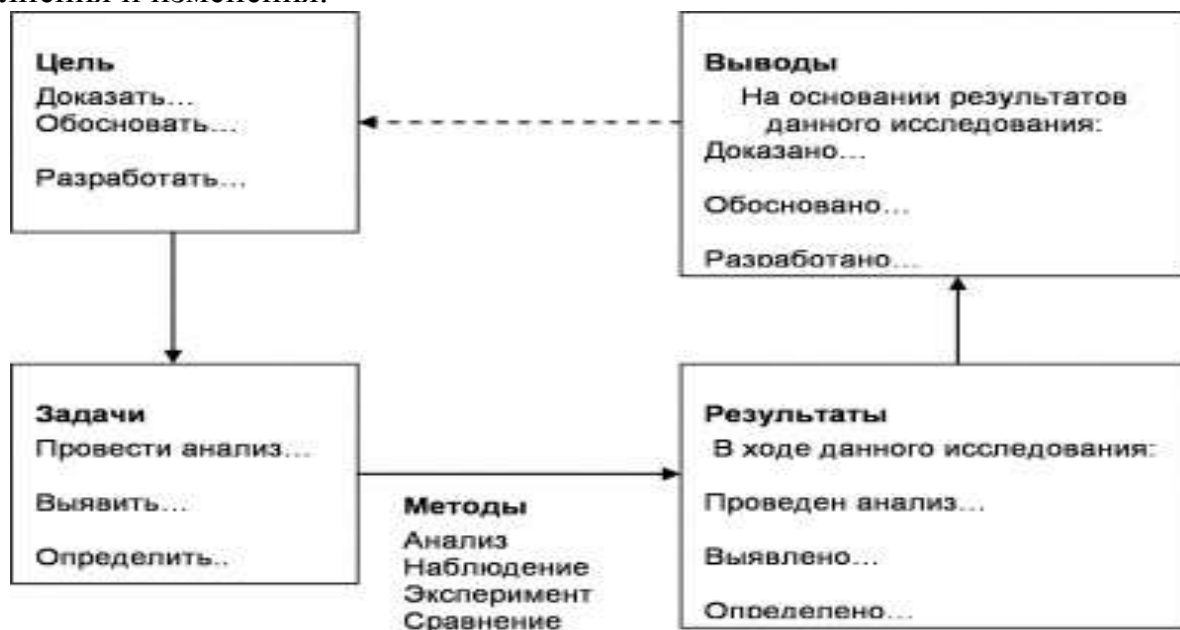 и изменения.
Цель
Доказать...
Обосновать...
Разработать...
Выводы
На основании результатов
данного исследования:
Доказано...
Обосновано...
Разработано...
Задачи
Провести анализ...
Выявить...
Определить..
Методы
Анализ
Наблюдение
Эксперимент
Сравнение
Результаты
В ходе данного исследования:
Проведен анализ...
Выявлено...
Определено...